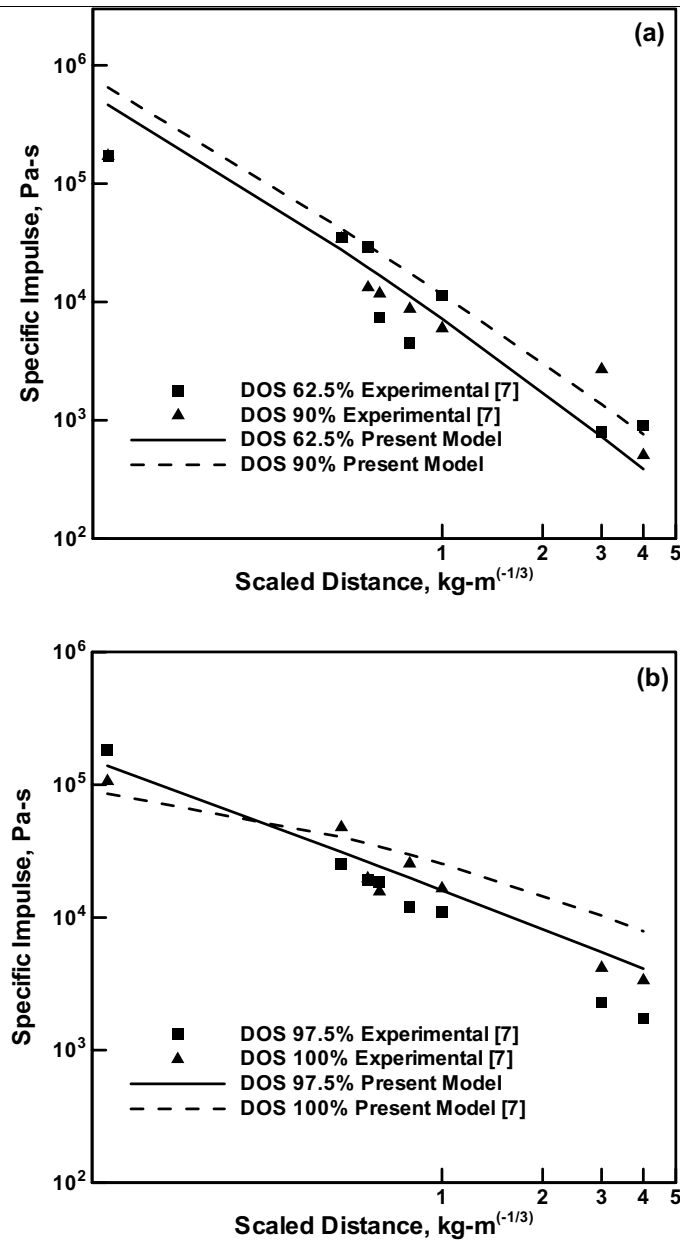 (a)
10^6
10^5
10^4
10^3
10^2
Specific Impulse, Pa-s
DOS 62.5% Experimental [7]
DOS 90% Experimental [7]
DOS 62.5% Present Model
DOS 90% Present Model
1 2 3 4 5
Scaled Distance, kg-m^(-1/3)
(b)
10^6
10^5
10^4
10^3
10^2
Specific Impulse, Pa-s
DOS 97.5% Experimental [7]
DOS 100% Experimental [7]
DOS 97.5% Present Model
DOS 100% Present Model [7]
1 2 3 4 5
Scaled Distance, kg-m^(-1/3)